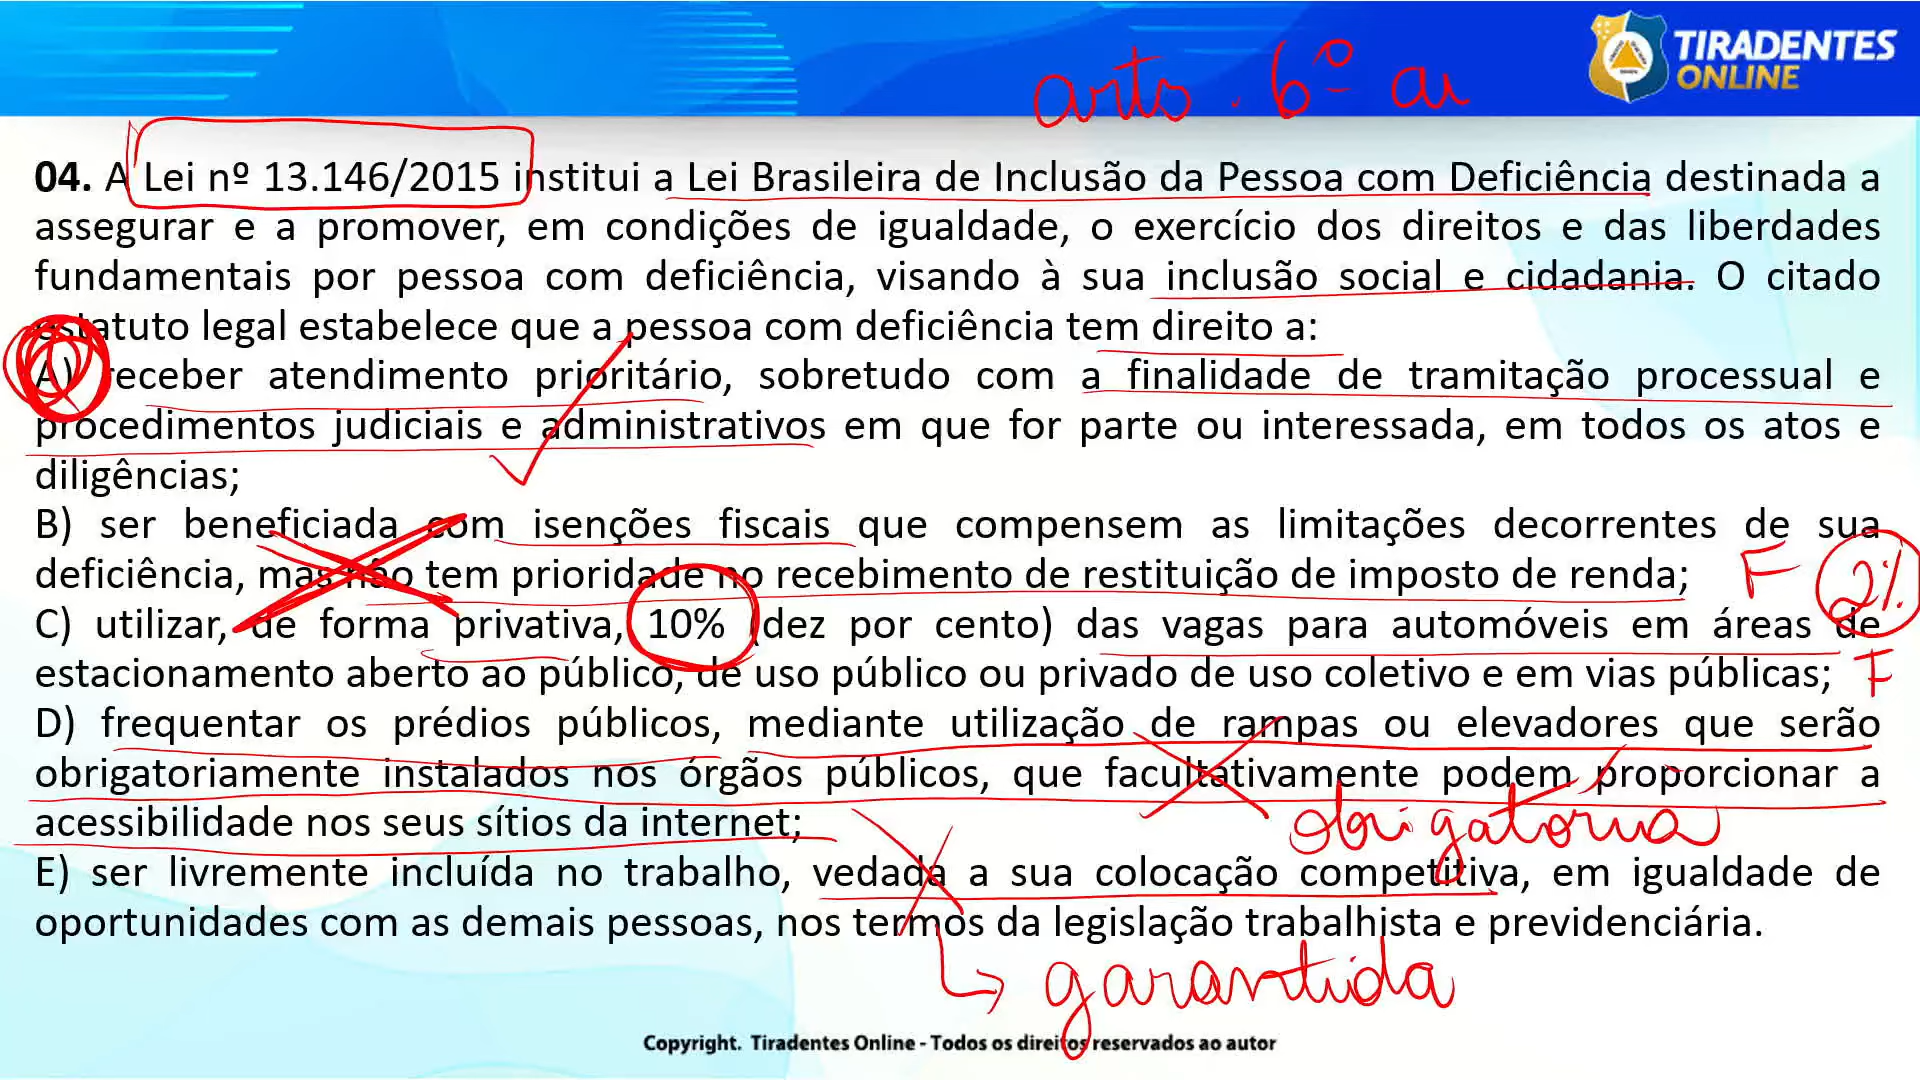 TIRADENTES
ONLINE
arts. 6º ai
04. A Lei nº 13.146/2015 institui a Lei Brasileira de Inclusão da Pessoa com Deficiência destinada a
assegurar e a promover, em condições de igualdade, o exercício dos direitos e das liberdades
fundamentais por pessoa com deficiência, visando à sua inclusão social e cidadania. O citado
estatuto legal estabelece que a pessoa com deficiência tem direito a:
A) receber atendimento prioritário, sobretudo com a finalidade de tramitação processual e
procedimentos judiciais e administrativos em que for parte ou interessada, em todos os atos e
diligências;
B) ser beneficiada com isenções fiscais que compensem as limitações decorrentes de sua
deficiência, mas não tem prioridade no recebimento de restituição de imposto de renda; F 2%
C) utilizar, de forma privativa, 10% (dez por cento) das vagas para automóveis em áreas de
estacionamento aberto ao público, de uso público ou privado de uso coletivo e em vias públicas; F
D) frequentar os prédios públicos, mediante utilização de rampas ou elevadores que serão
obrigatoriamente instalados nos órgãos públicos, que facultativamente podem proporcionar a
acessibilidade nos seus sítios da internet; obrigatória
E) ser livremente incluída no trabalho, vedada a sua colocação competitiva, em igualdade de
oportunidades com as demais pessoas, nos termos da legislação trabalhista e previdenciária.
garantida
Copyright. Tiradentes Online - Todos os direitos reservados ao autor